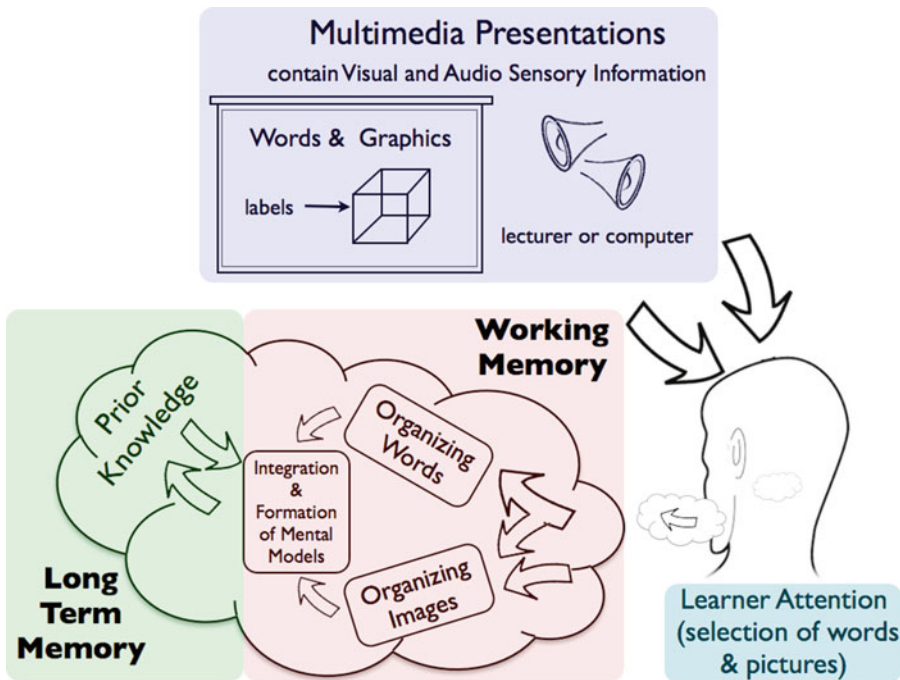 Multimedia Presentations
contain Visual and Audio Sensory Information
Words & Graphics
labels
lecturer or computer
Working
Memory
Prior
Knowledge
Organizing
Words
Integration
&
Formation
of Mental
Models
Organizing
Images
Long
Term
Memory
Learner Attention
(selection of words
& pictures)